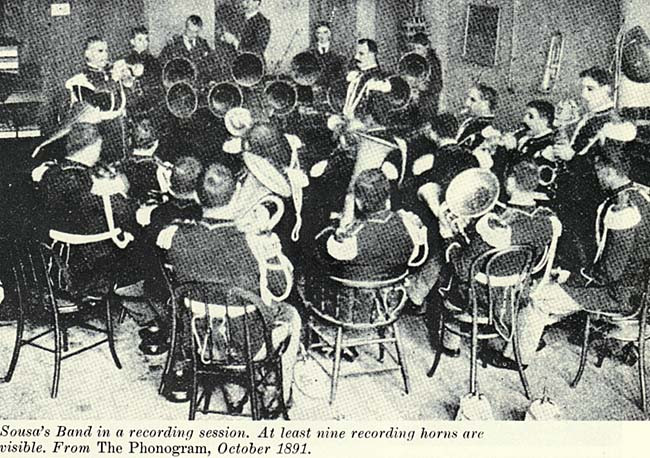 Sousa's Band in a recording session. At least nine recording horns are
visible. From The Phonogram, October 1891.